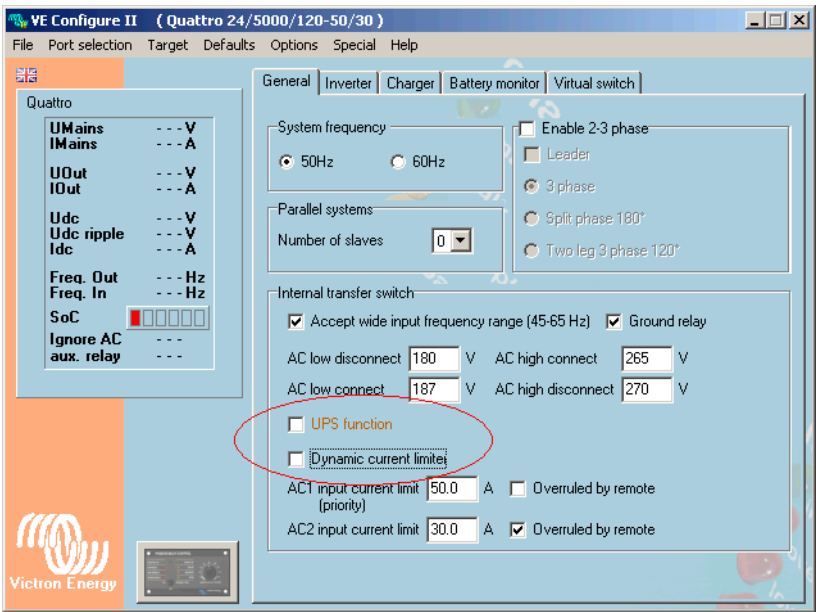 VE Configure II ( Quattro 24/5000/120-50/30 )
File Port selection Target Defaults Options Special Help
General Inverter Charger Battery monitor Virtual switch
Quattro
UMains - - - V
IMains - - - A
UOut - - - V
IOut - - - A
Udc - - - V
Udc ripple - - - V
Idc - - - A
Freq. Out - - - Hz
Freq. In - - - Hz
SoC
Ignore AC - - -
aux. relay - - -
System frequency
50Hz 60Hz
Parallel systems
Number of slaves 0
Enable 2-3 phase
Leader
3 phase
Split phase 180°
Two leg 3 phase 120°
Internal transfer switch
Accept wide input frequency range (45-65 Hz) Ground relay
AC low disconnect 180 V AC high connect 265 V
AC low connect 187 V AC high disconnect 270 V
UPS function
Dynamic current limiter
AC1 input current limit 50.0 A Overruled by remote
(priority)
AC2 input current limit 30.0 A Overruled by remote
Victron Energy